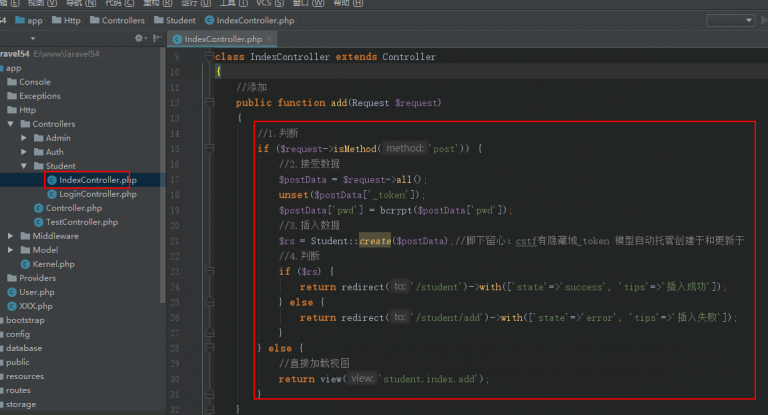 辑(E) 视图(V) 导航(N) 代码(C) 重构(R) 运行(U) 工具(T) VCS(S) 窗口(W) 帮助(H)
54 app Http Controllers Student IndexController.php
IndexController.php
ravel54 E:\www\laravel54
app
Console
Exceptions
Http
Controllers
Admin
Auth
Student
IndexController.php
LoginController.php
Controller.php
TestController.php
Middleware
Model
Kernel.php
Providers
User.php
XXX.php
bootstrap
config
database
public
resources
routes
storage
9 class IndexController extends Controller
10 {
11 //添加
12 public function add(Request $request)
13 {
14 //1.判断
15 if ($request->isMethod( method: 'post')) {
16 //2.接受数据
17 $postData = $request->all();
18 unset($postData['_token']);
19 $postData['pwd'] = bcrypt($postData['pwd']);
20 //3.插入数据
21 $rs = Student::create($postData);//脚下留心：cstf有隐藏域_token 模型自动托管创建于和更新于
22 //4.判断
23 if ($rs) {
24 return redirect( to: '/student')->with(['state'=>'success', 'tips'=>'插入成功']);
25 } else {
26 return redirect( to: '/student/add')->with(['state'=>'error', 'tips'=>'插入失败']);
27 }
28 } else {
29 //直接加载视图
30 return view( view: 'student.index.add');
31 }
32 }